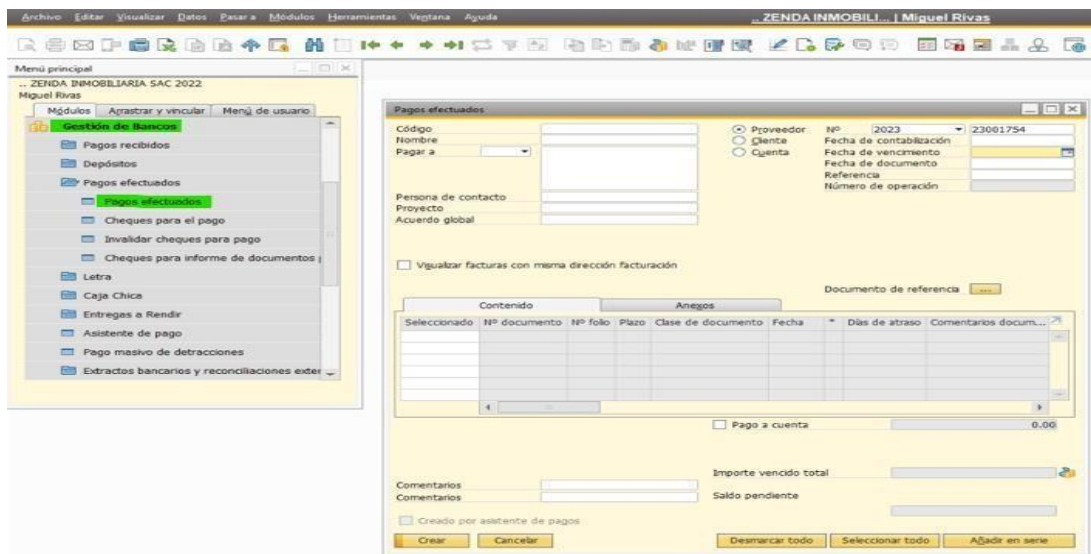 Archivo Editar Visualizar Datos Pasar a Módulos Herramientas Ventana Ayuda
.. ZENDA INMOBILI... | Miguel Rivas
Menú principal
.. ZENDA INMOBILIARIA SAC 2022
Miguel Rivas
Módulos Arrastrar y vincular Menú de usuario
Gestión de Bancos
Pagos recibidos
Depósitos
Pagos efectuados
Pagos efectuados
Cheques para el pago
Invalidar cheques para pago
Cheques para informe de documentos
Letra
Caja Chica
Entregas a Rendir
Asistente de pago
Pago masivo de detracciones
Extractos bancarios y reconciliaciones exter
Pagos efectuados
Código
Nombre
Pagar a
Persona de contacto
Proyecto
Acuerdo global
Proveedor
Cliente
Cuenta
Nº 2023 23001754
Fecha de contabilización
Fecha de vencimiento
Fecha de documento
Referencia
Número de operación
Visualizar facturas con misma dirección facturación
Documento de referencia ...
Contenido Anexos
Seleccionado Nº documento Nº folio Plazo Clase de documento Fecha * Días de atraso Comentarios docum...
Pago a cuenta 0.00
Importe vencido total
Comentarios
Comentarios
Saldo pendiente
Creado por asistente de pagos
Crear Cancelar Desmarcar todo Seleccionar todo Añadir en serie